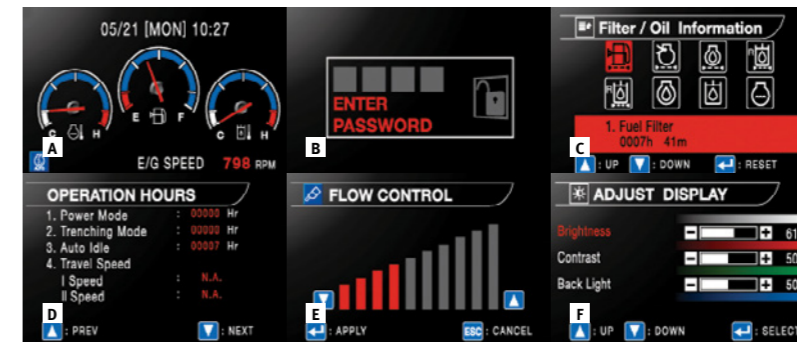 05/21 [MON] 10:27
E F
C H
C H
A
E/G SPEED 798 RPM
ENTER
PASSWORD
B
Filter / Oil Information
1. Fuel Filter
0007h 41m
C
: UP : DOWN : RESET
OPERATION HOURS
1. Power Mode : 00000 Hr
2. Trenching Mode : 00000 Hr
3. Auto Idle : 00007 Hr
4. Travel Speed
I Speed : N.A.
II Speed : N.A.
D
: PREV : NEXT
FLOW CONTROL
E
: APPLY ESC : CANCEL
ADJUST DISPLAY
Brightness - + 61
Contrast - + 50
Back Light - + 50
F
: UP : DOWN : SELECT